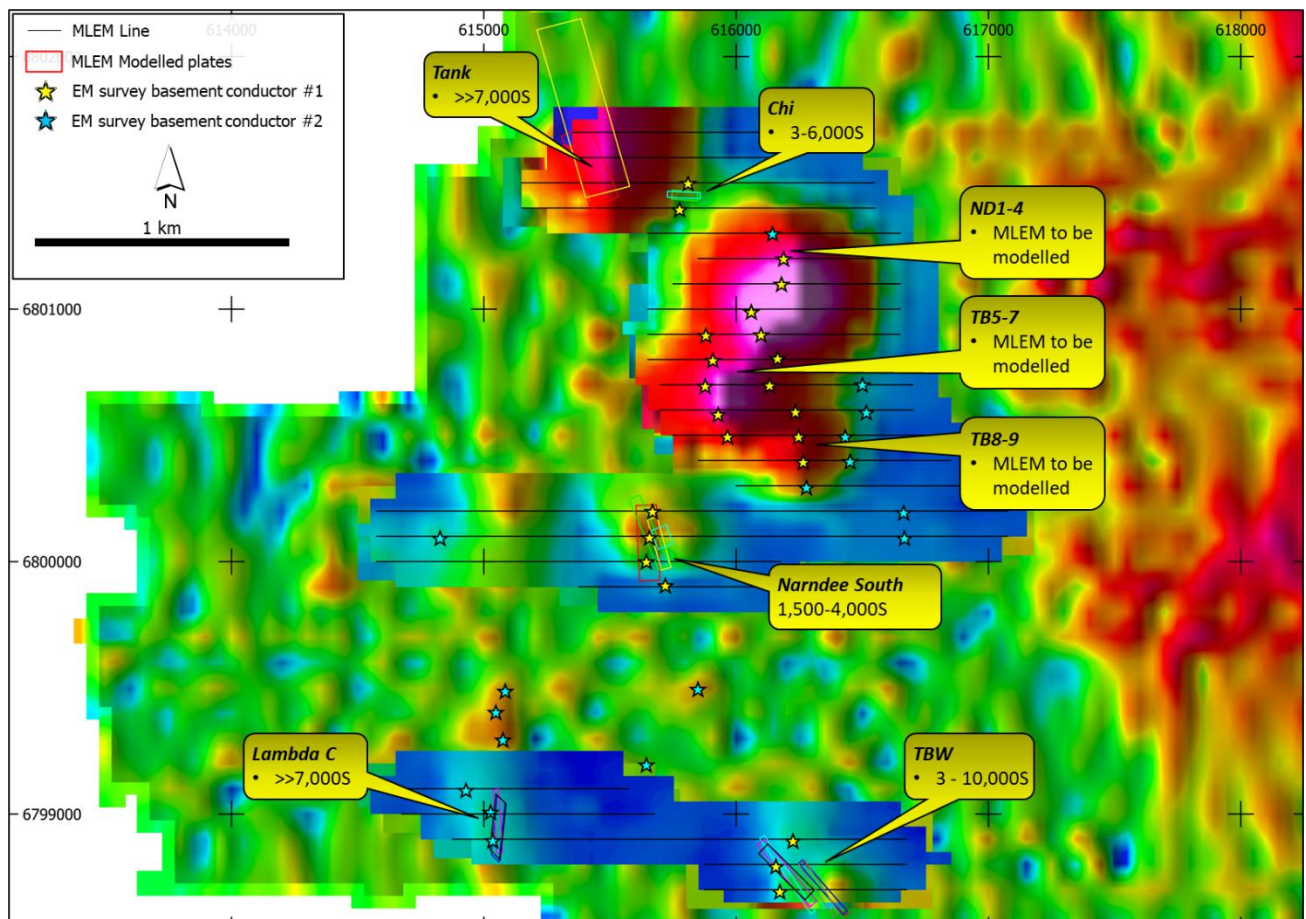 MLEM Line
MLEM Modelled plates
EM survey basement conductor #1
EM survey basement conductor #2
N
1 km
614000
615000
616000
617000
618000
6801000
6800000
6799000
Tank
• >>7,000S
Chi
• 3-6,000S
ND1-4
• MLEM to be
modelled
TB5-7
• MLEM to be
modelled
TB8-9
• MLEM to be
modelled
Narndee South
1,500-4,000S
Lambda C
• >>7,000S
TBW
• 3 - 10,000S